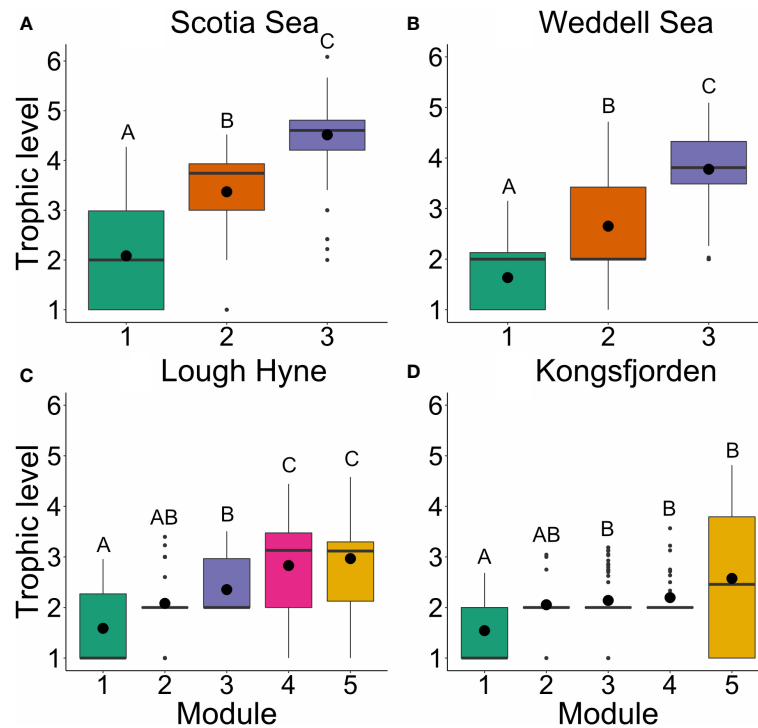 A Scotia Sea
Trophic level
6
5
4
3
2
1
A
B
C
1 2 3
B Weddell Sea
6
5
4
3
2
1
A
B
C
1 2 3
C Lough Hyne
Trophic level
6
5
4
3
2
1
A
AB
B
C
C
1 2 3 4 5
Module
D Kongsfjorden
6
5
4
3
2
1
A
AB
B
B
B
1 2 3 4 5
Module